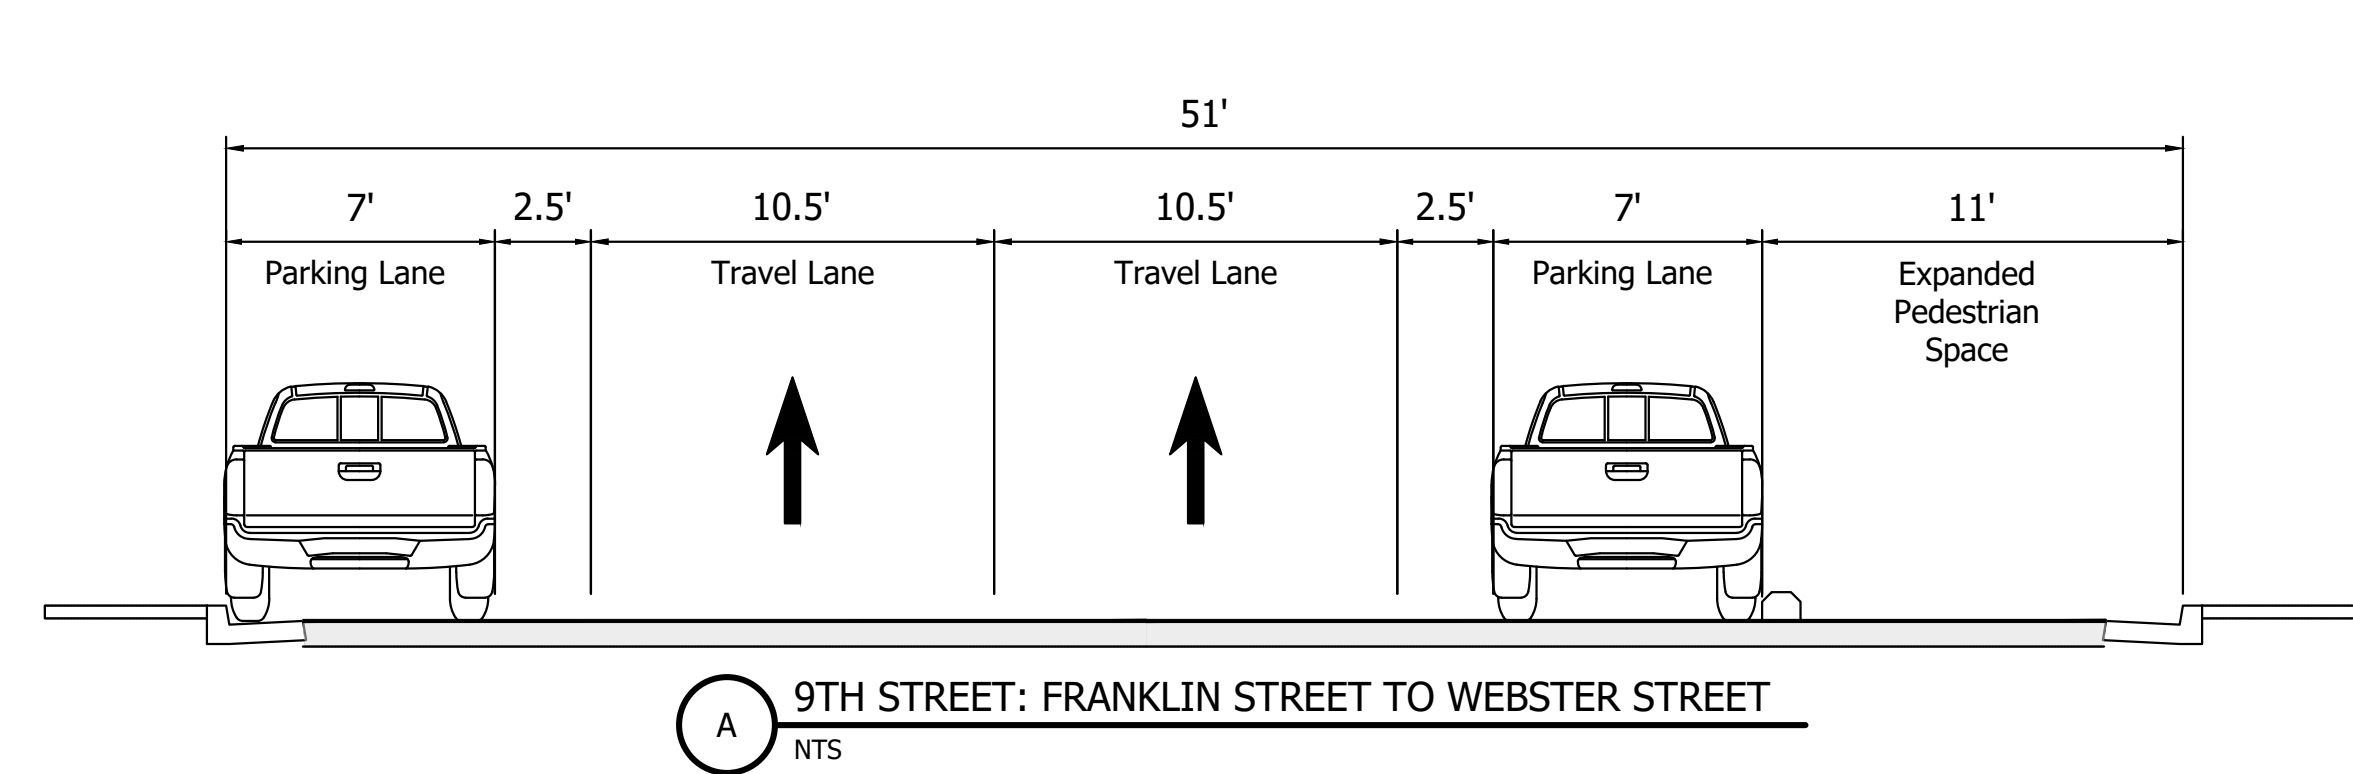 51'
7' 2.5' 10.5' 10.5' 2.5' 7' 11'
Parking Lane Travel Lane Travel Lane Parking Lane Expanded
Pedestrian
Space
A 9TH STREET: FRANKLIN STREET TO WEBSTER STREET
NTS